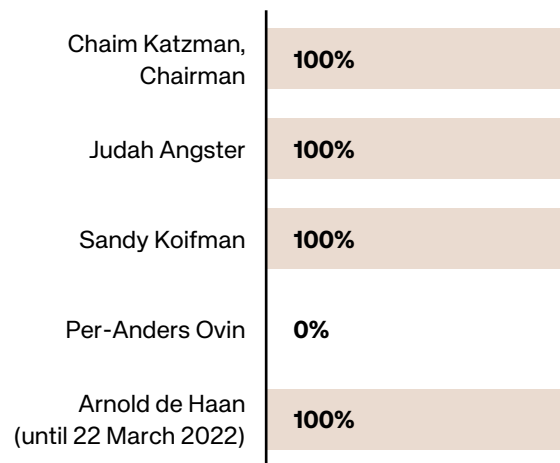 Chaim Katzman,
Chairman
100%
Judah Angster
100%
Sandy Koifman
100%
Per-Anders Ovin
0%
Arnold de Haan
(until 22 March 2022)
100%